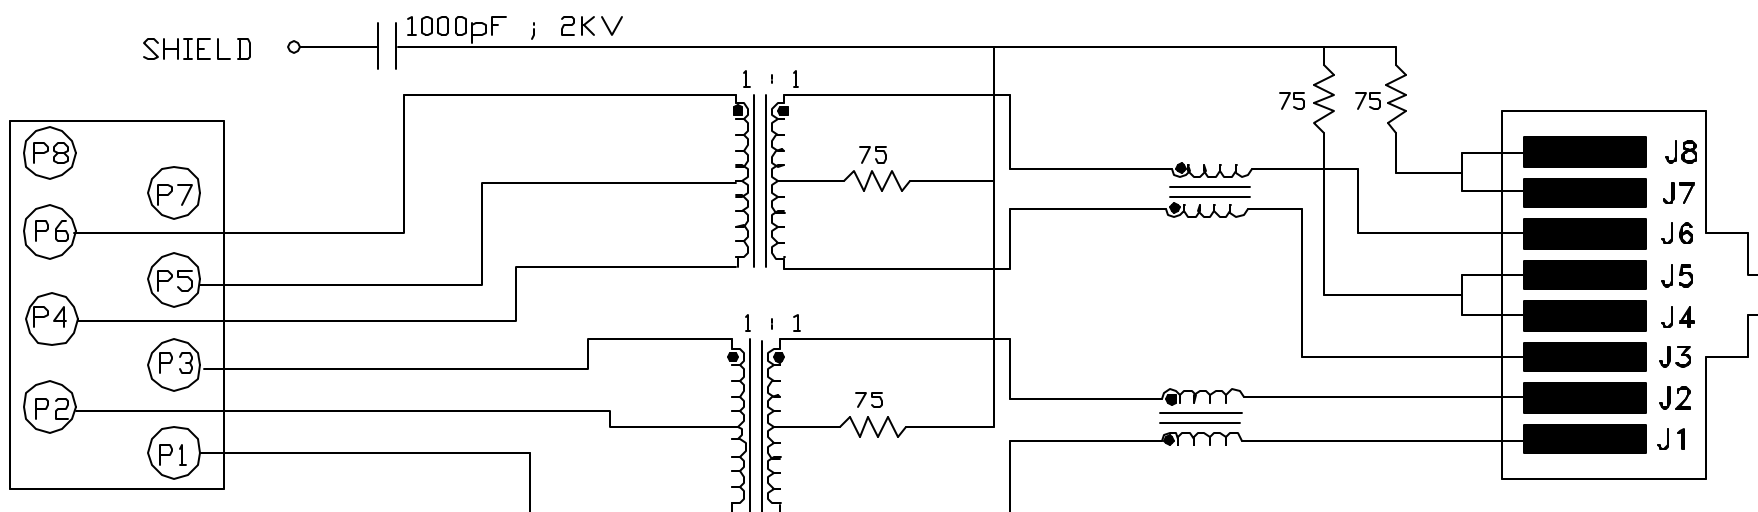 1000pF ; 2KV
SHIELD
1 : 1
75 75
P8 J8
75
P7 J7
P6 J6
P5 J5
P4 J4
1 : 1
P3 J3
75
P2 J2
P1 J1